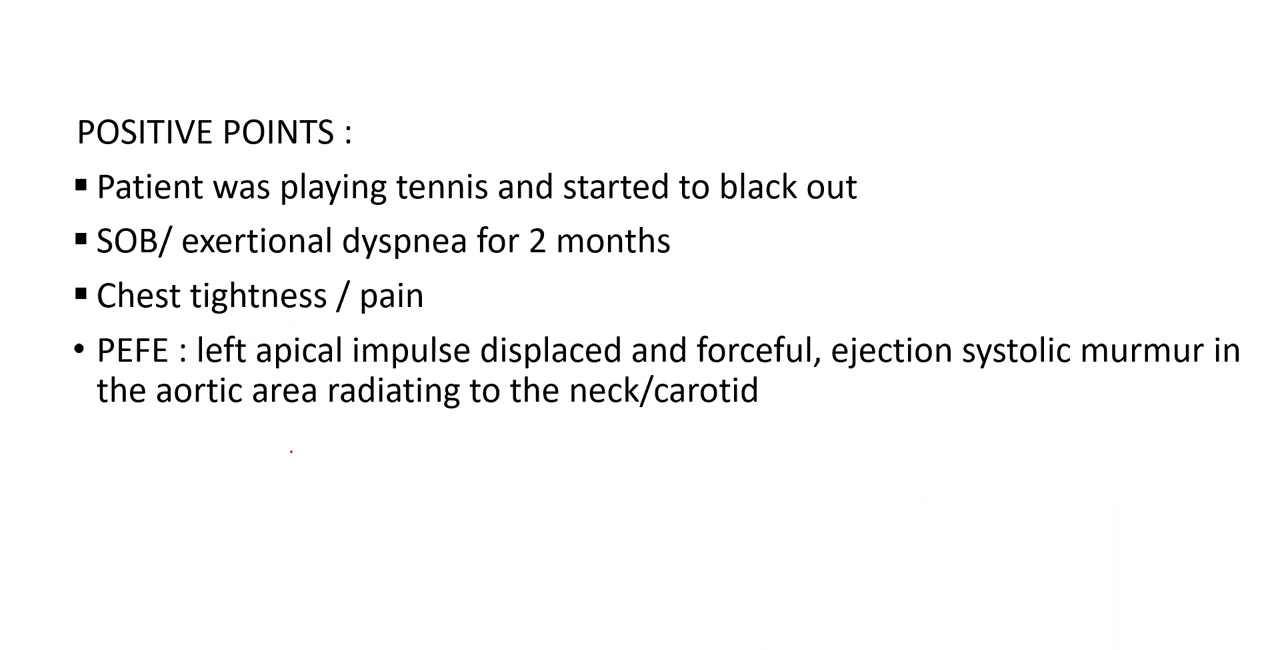 POSITIVE POINTS :
▪ Patient was playing tennis and started to black out
▪ SOB/ exertional dyspnea for 2 months
▪ Chest tightness / pain
• PEFE : left apical impulse displaced and forceful, ejection systolic murmur in
the aortic area radiating to the neck/carotid